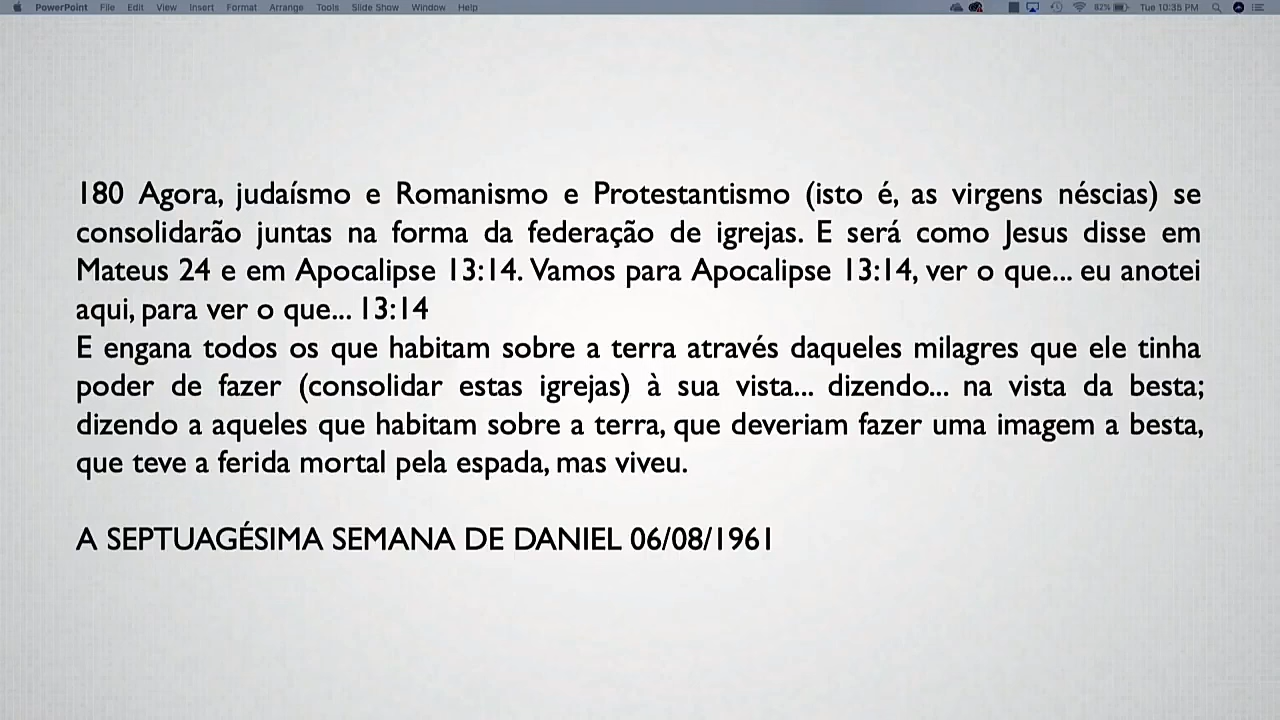 PowerPoint File Edit View Insert Format Arrange Tools Slide Show Window Help 82% Tue 10:35 PM
180 Agora, judaísmo e Romanismo e Protestantismo (isto é, as virgens néscias) se
consolidarão juntas na forma da federação de igrejas. E será como Jesus disse em
Mateus 24 e em Apocalipse 13:14. Vamos para Apocalipse 13:14, ver o que... eu anotei
aqui, para ver o que... 13:14
E engana todos os que habitam sobre a terra através daqueles milagres que ele tinha
poder de fazer (consolidar estas igrejas) à sua vista... dizendo... na vista da besta;
dizendo a aqueles que habitam sobre a terra, que deveriam fazer uma imagem a besta,
que teve a ferida mortal pela espada, mas viveu.
A SEPTUAGÉSIMA SEMANA DE DANIEL 06/08/1961